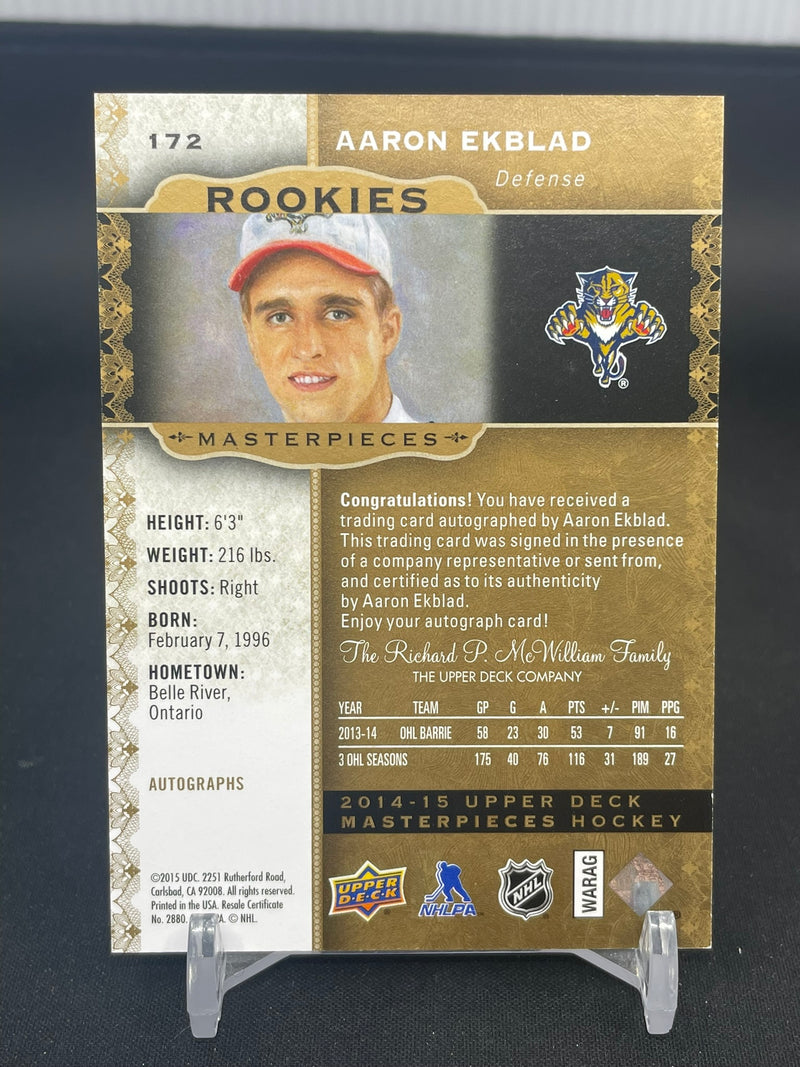 172
AARON EKBLAD
Defense
ROOKIES
®
MASTERPIECES
HEIGHT: 6'3"
WEIGHT: 216 lbs.
SHOOTS: Right
BORN:
February 7, 1996
HOMETOWN:
Belle River,
Ontario
AUTOGRAPHS
Congratulations! You have received a
trading card autographed by Aaron Ekblad.
This trading card was signed in the presence
of a company representative or sent from,
and certified as to its authenticity
by Aaron Ekblad.
Enjoy your autograph card!
The Richard P. McWilliam Family
THE UPPER DECK COMPANY
YEAR TEAM GP G A PTS +/- PIM PPG
2013-14 OHL BARRIE 58 23 30 53 7 91 16
3 OHL SEASONS 175 40 76 116 31 189 27
2014-15 UPPER DECK
MASTERPIECES HOCKEY
©2015 UDC. 2251 Rutherford Road,
Carlsbad, CA 92008. All rights reserved.
Printed in the USA. Resale Certificate
No. 2880. © NHL.
UPPER DECK
NHLPA
NHL
WARAG